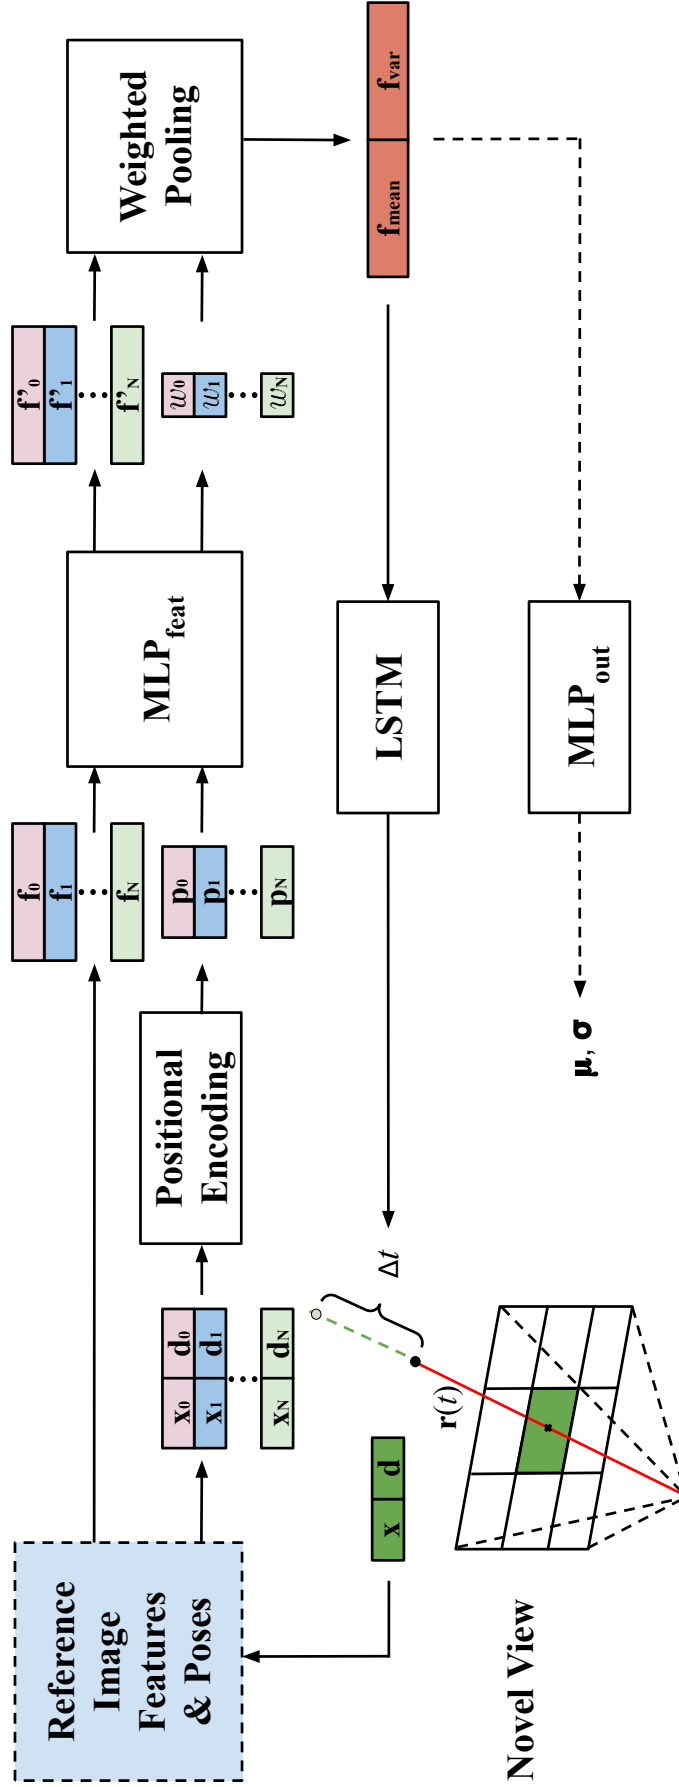 Reference
Image
Features
& Poses
x₀ d₀
x₁ d₁
x_N d_N
Positional
Encoding
f₀
f₁
f_N
p₀
p₁
p_N
MLP_feat
f'₀
f'₁
f'_N
w₀
w₁
w_N
Weighted
Pooling
f_mean f_var
LSTM
Δt
x d
r(t)
Novel View
MLP_out
μ, σ